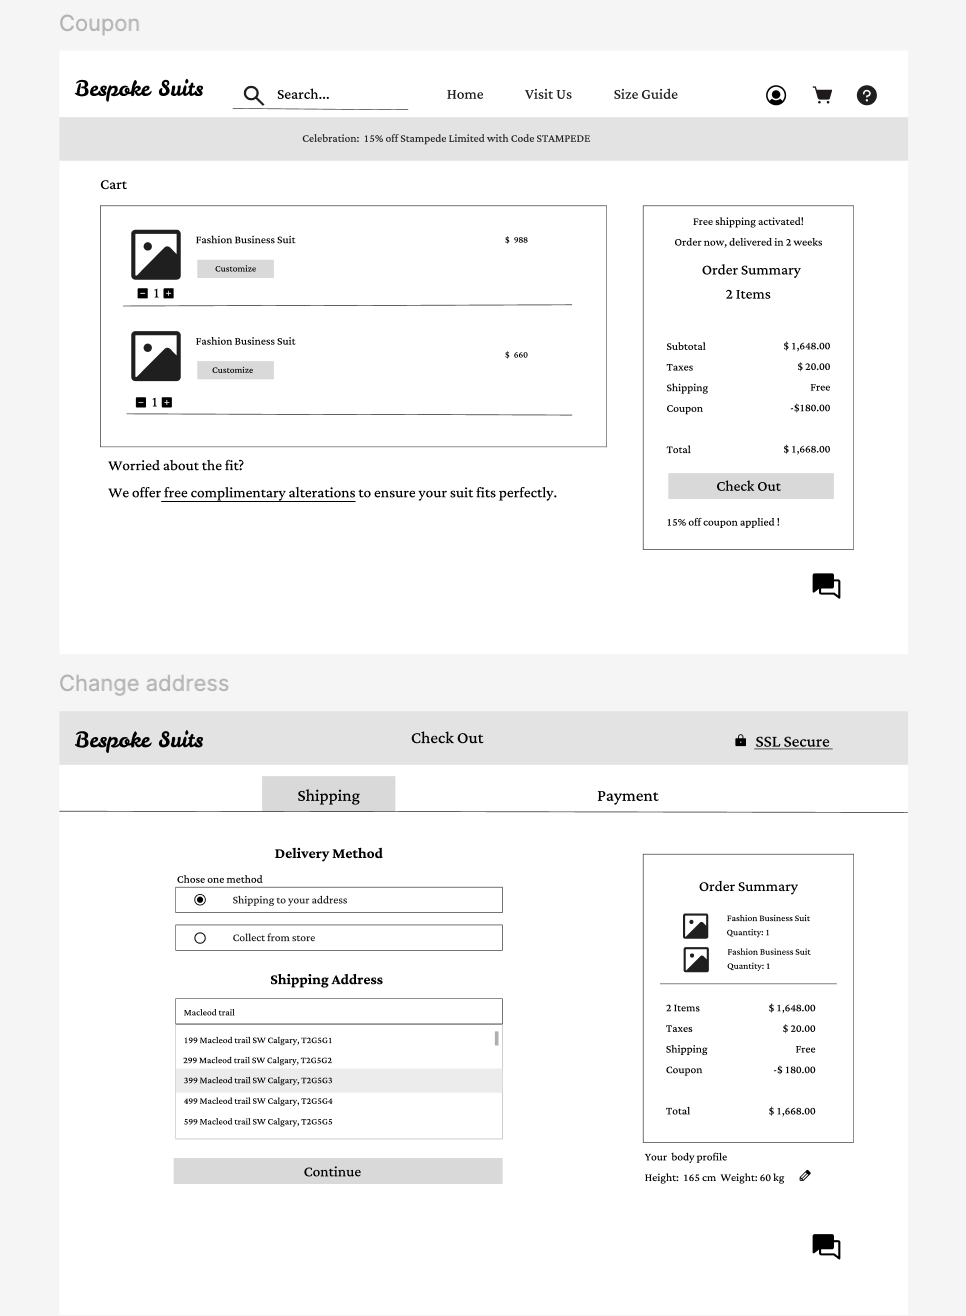 Coupon
Bespoke Suits
Search...
Home
Visit Us
Size Guide
Celebration: 15% off Stampede Limited with Code STAMPEDE
Cart
Fashion Business Suit
$ 988
Customize
1
Fashion Business Suit
$ 660
Customize
1
Worried about the fit?
We offer free complimentary alterations to ensure your suit fits perfectly.
Free shipping activated!
Order now, delivered in 2 weeks
Order Summary
2 Items
Subtotal $ 1,648.00
Taxes $ 20.00
Shipping Free
Coupon -$180.00
Total $ 1,668.00
Check Out
15% off coupon applied !
Change address
Bespoke Suits
Check Out
SSL Secure
Shipping
Payment
Delivery Method
Chose one method
Shipping to your address
Collect from store
Shipping Address
Macleod trail
199 Macleod trail SW Calgary, T2G5G1
299 Macleod trail SW Calgary, T2G5G2
399 Macleod trail SW Calgary, T2G5G3
499 Macleod trail SW Calgary, T2G5G4
599 Macleod trail SW Calgary, T2G5G5
Continue
Order Summary
Fashion Business Suit
Quantity: 1
Fashion Business Suit
Quantity: 1
2 Items $ 1,648.00
Taxes $ 20.00
Shipping Free
Coupon -$ 180.00
Total $ 1,668.00
Your body profile
Height: 165 cm Weight: 60 kg